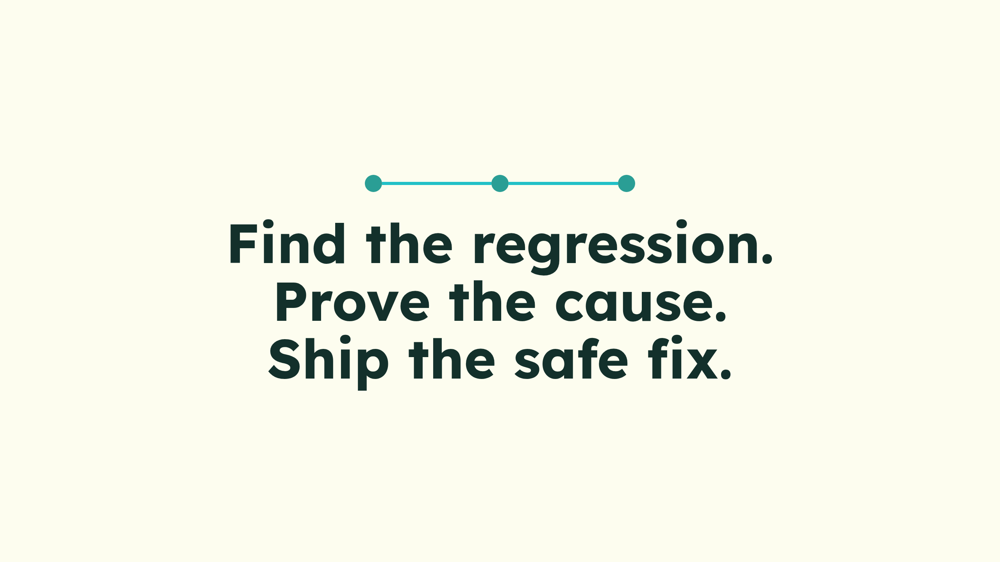 Find the regression.
Prove the cause.
Ship the safe fix.